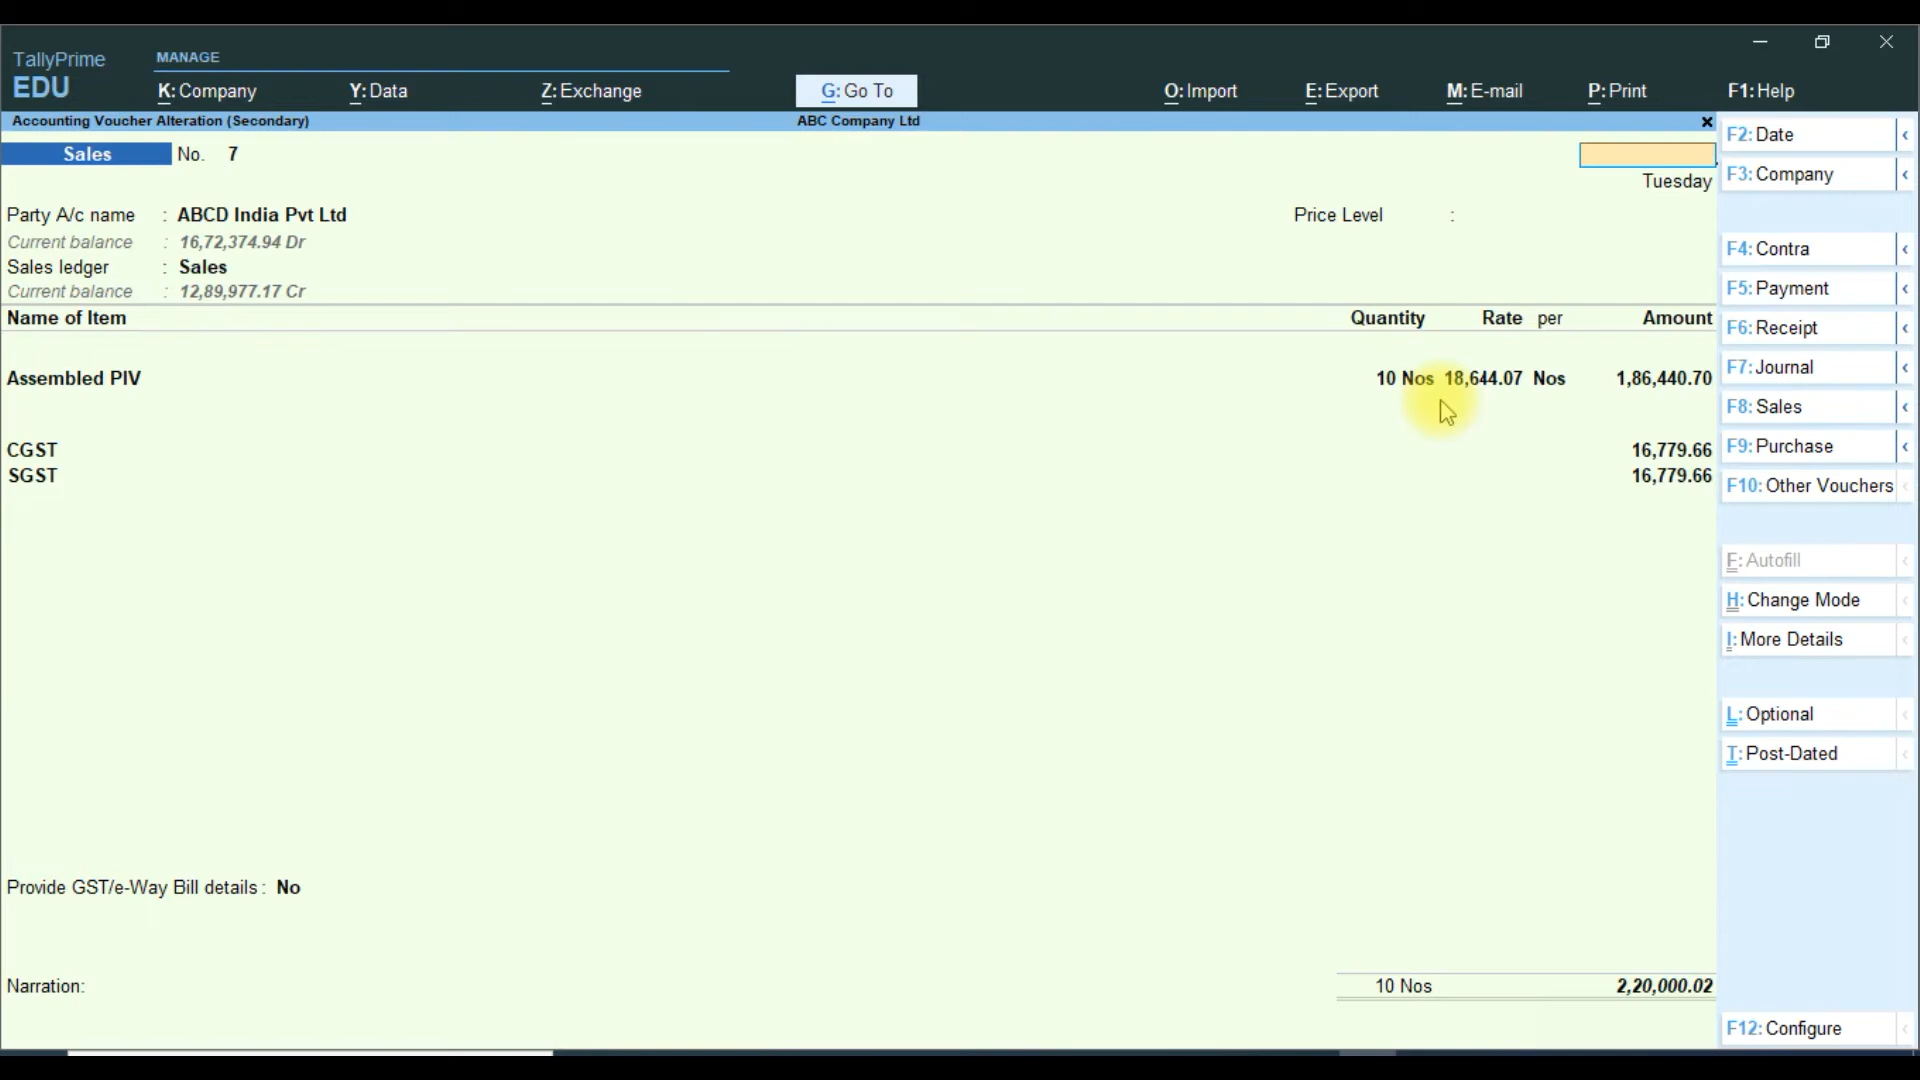 TallyPrime
EDU
MANAGE
K: Company
Y: Data
Z: Exchange
G: Go To
O: Import
E: Export
M: E-mail
P: Print
F1: Help
Accounting Voucher Alteration (Secondary)
ABC Company Ltd
Sales No. 7
Tuesday
Party A/c name : ABCD India Pvt Ltd
Price Level :
Current balance : 16,72,374.94 Dr
Sales ledger : Sales
Current balance : 12,89,977.17 Cr
Name of Item Quantity Rate per Amount
Assembled PIV 10 Nos 18,644.07 Nos 1,86,440.70
CGST 16,779.66
SGST 16,779.66
Provide GST/e-Way Bill details : No
Narration: 10 Nos 2,20,000.02
F2: Date
F3: Company
F4: Contra
F5: Payment
F6: Receipt
F7: Journal
F8: Sales
F9: Purchase
F10: Other Vouchers
F: Autofill
H: Change Mode
I: More Details
L: Optional
T: Post-Dated
F12: Configure